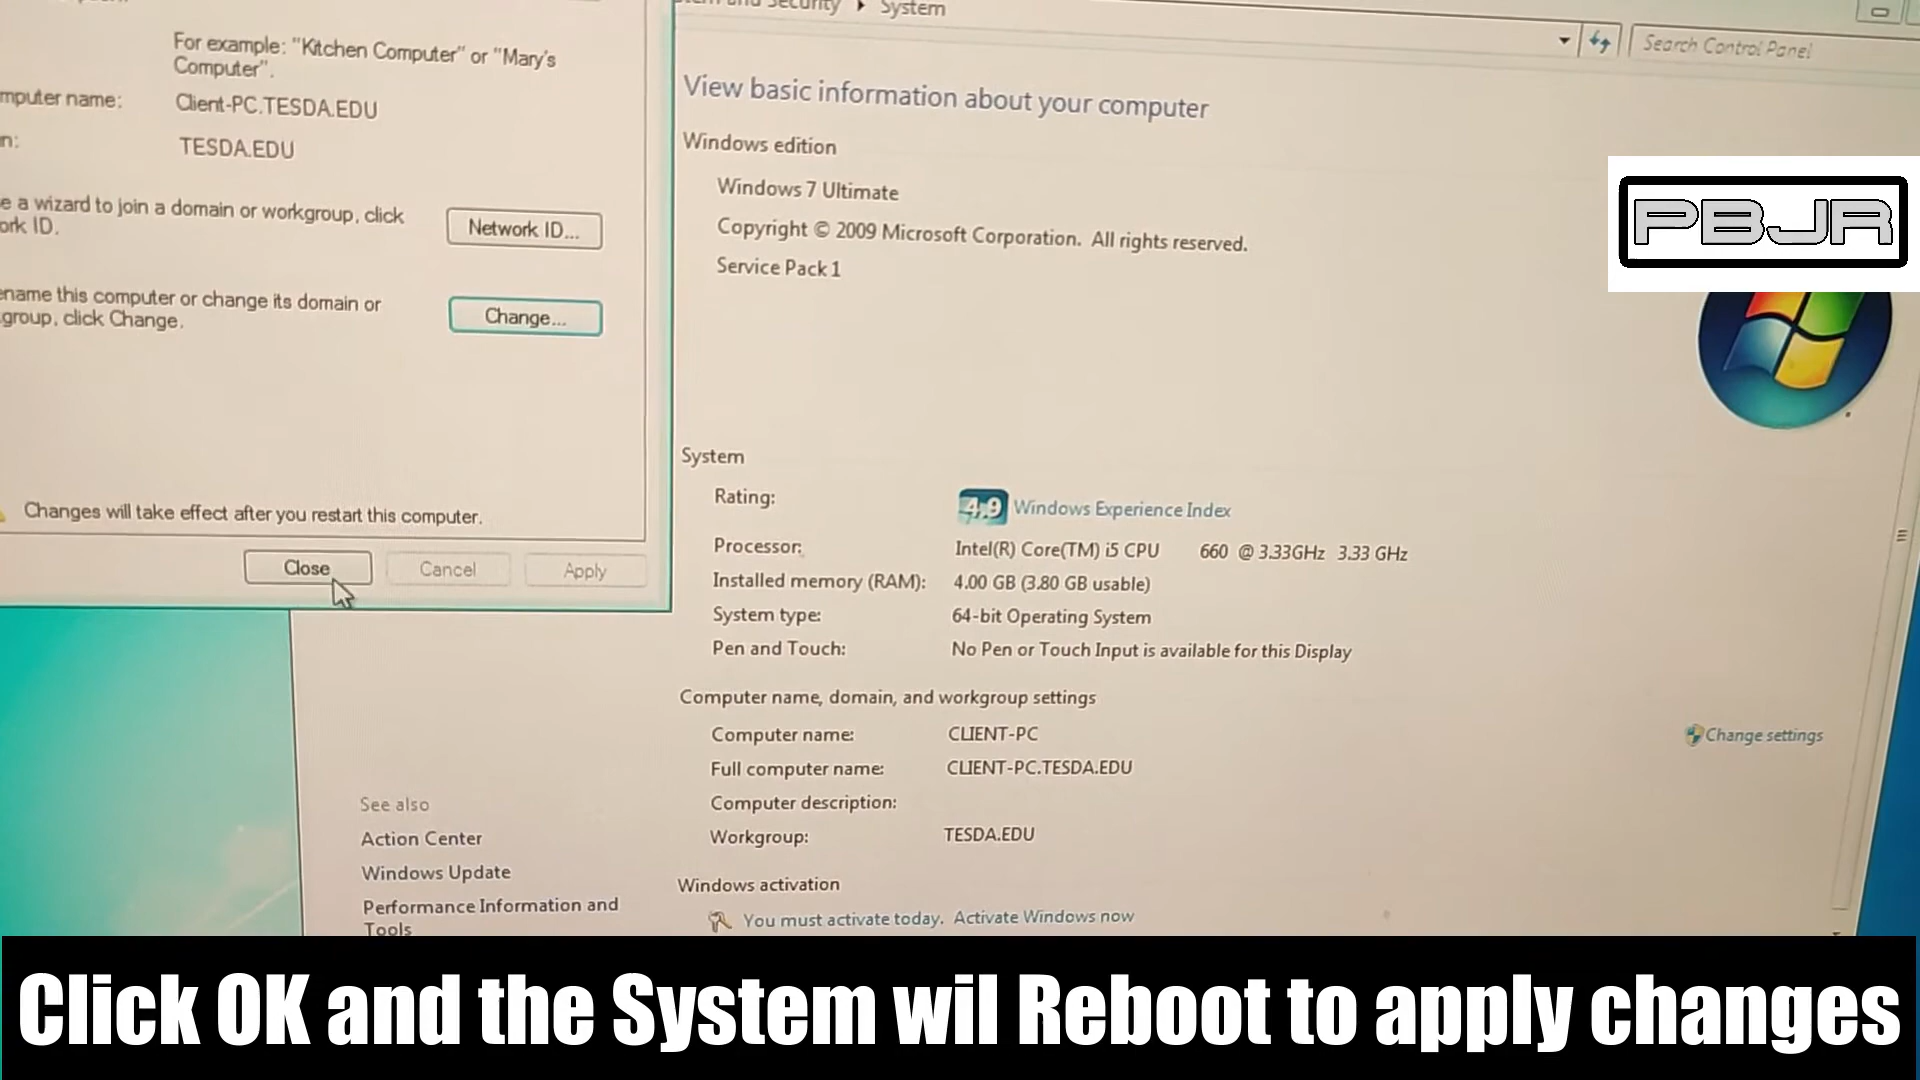 For example: "Kitchen Computer" or "Mary's
Computer".
mputer name:
Client-PC.TESDA.EDU
n:
TESDA.EDU
e a wizard to join a domain or workgroup, click
ork ID.
Network ID...
ename this computer or change its domain or
group, click Change.
Change...
Changes will take effect after you restart this computer.
Close
Cancel
Apply
System
Search Control Panel
View basic information about your computer
Windows edition
Windows 7 Ultimate
Copyright © 2009 Microsoft Corporation. All rights reserved.
Service Pack 1
PBJR
System
Rating:
4.9 Windows Experience Index
Processor:
Intel(R) Core(TM) i5 CPU 660 @ 3.33GHz 3.33 GHz
Installed memory (RAM):
4.00 GB (3.80 GB usable)
System type:
64-bit Operating System
Pen and Touch:
No Pen or Touch Input is available for this Display
Computer name, domain, and workgroup settings
Computer name:
CLIENT-PC
Change settings
Full computer name:
CLIENT-PC.TESDA.EDU
Computer description:
Workgroup:
TESDA.EDU
See also
Action Center
Windows Update
Performance Information and
Tools
Windows activation
You must activate today. Activate Windows now
Click OK and the System wil Reboot to apply changes